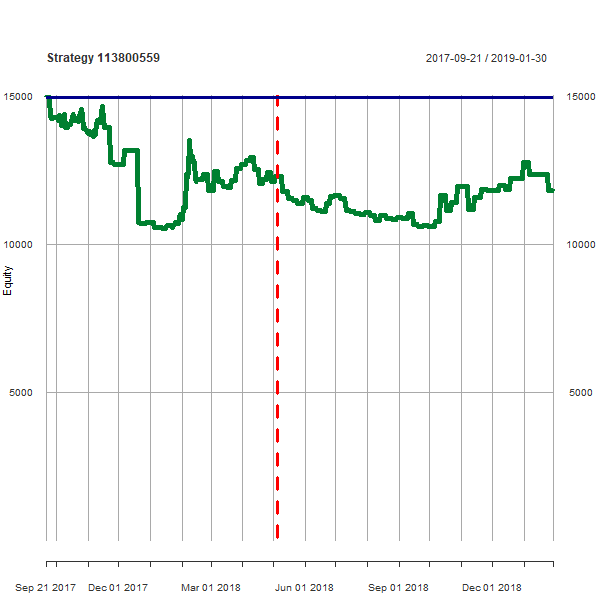 Strategy 113800559
2017-09-21 / 2019-01-30
15000 15000
10000 10000
5000 5000
Equity
Sep 21 2017 Dec 01 2017 Mar 01 2018 Jun 01 2018 Sep 01 2018 Dec 01 2018